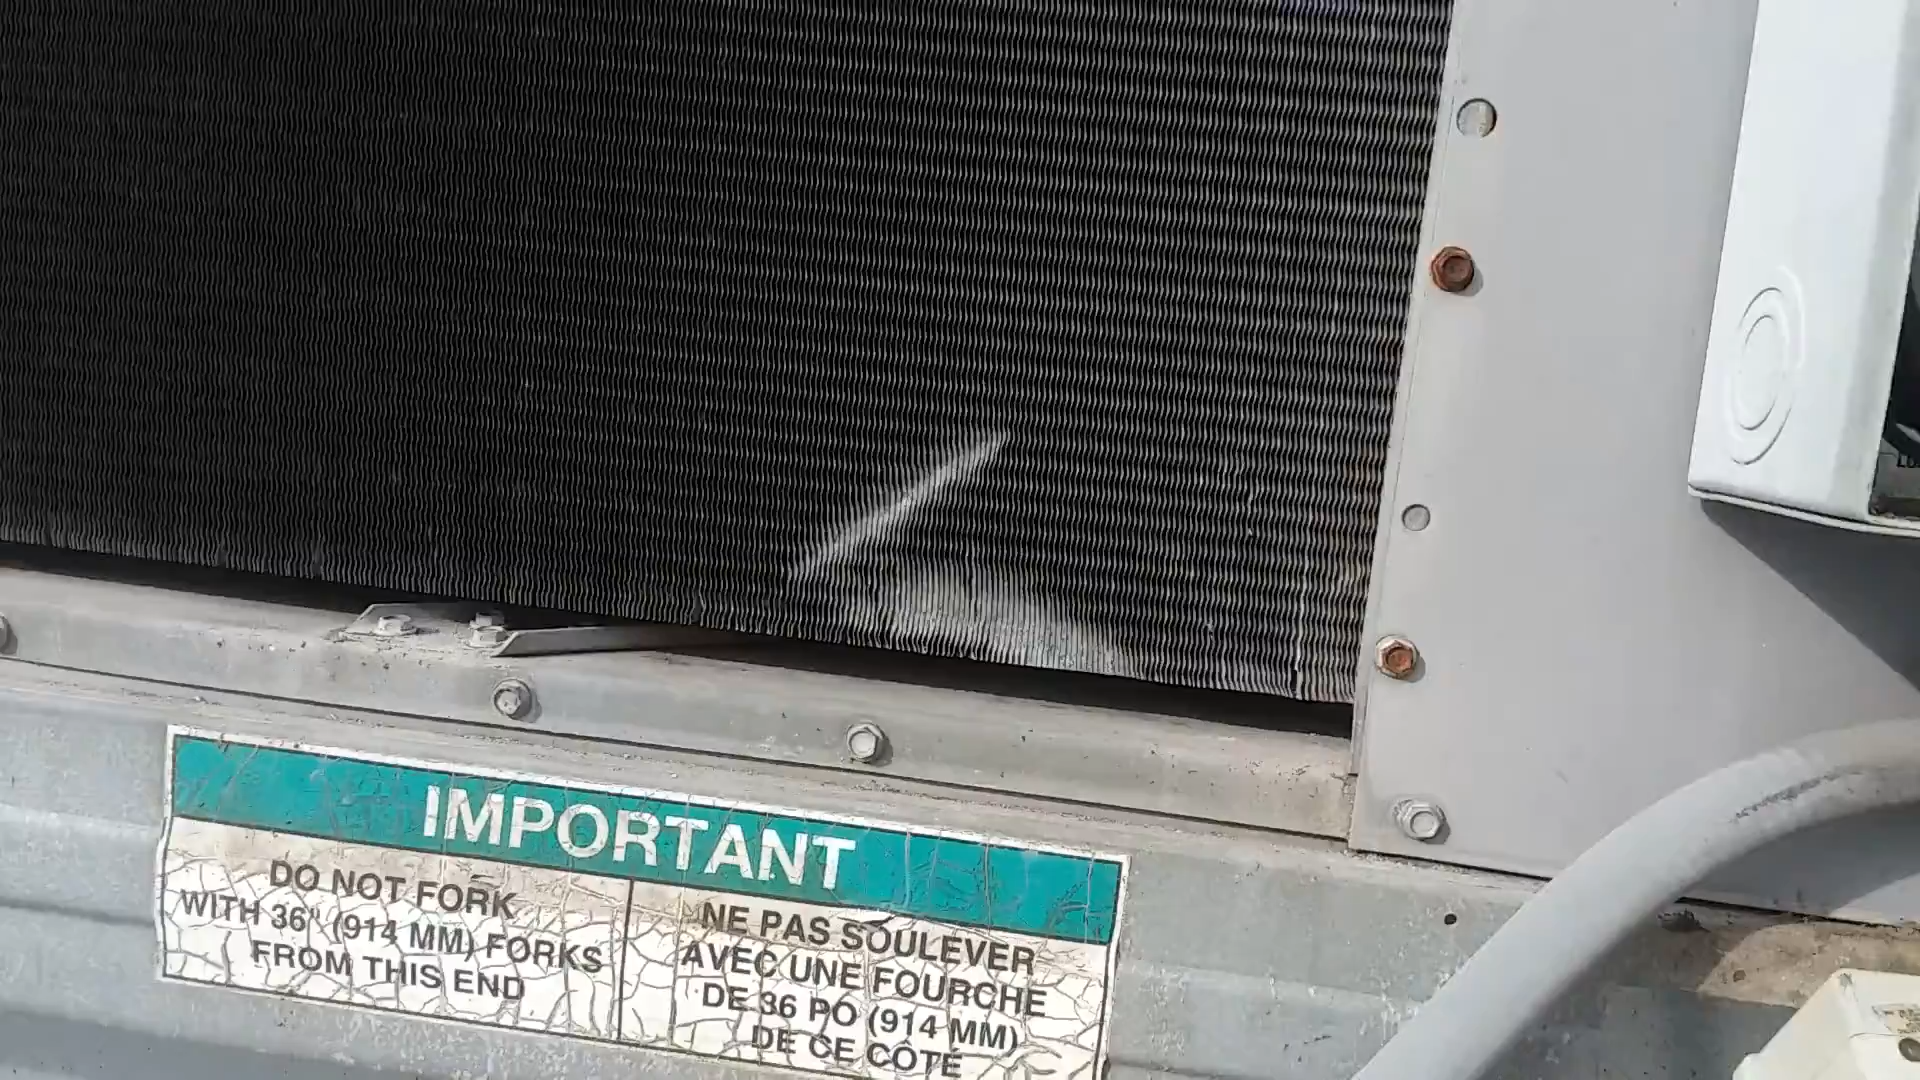 IMPORTANT
DO NOT FORK
WITH 36" (914 MM) FORKS
FROM THIS END
NE PAS SOULEVER
AVEC UNE FOURCHE
DE 36 PO (914 MM)
DE CE COTE